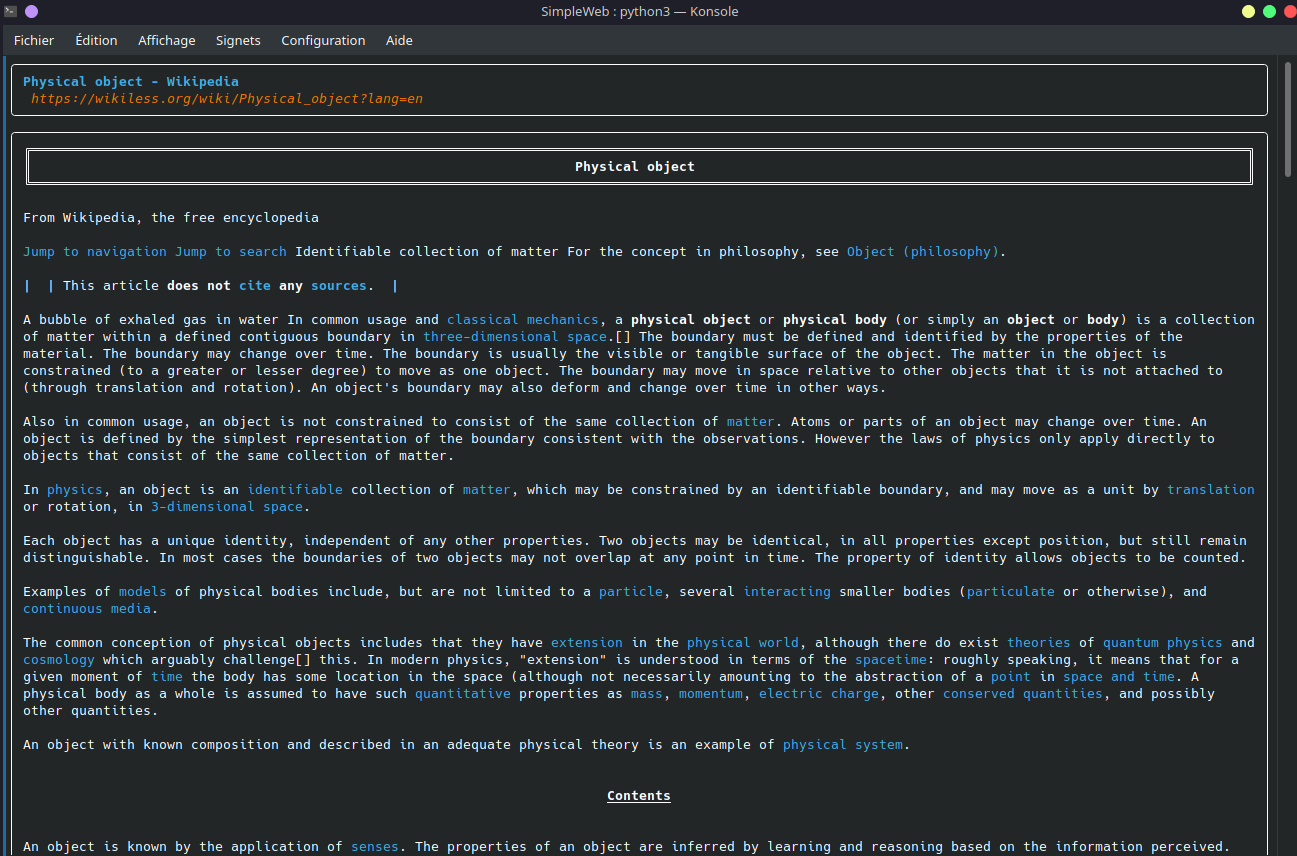 SimpleWeb : python3 — Konsole
Fichier Édition Affichage Signets Configuration Aide
Physical object - Wikipedia
https://wikiless.org/wiki/Physical_object?lang=en
Physical object
From Wikipedia, the free encyclopedia
Jump to navigation Jump to search Identifiable collection of matter For the concept in philosophy, see Object (philosophy).
|  | This article does not cite any sources.  |
A bubble of exhaled gas in water In common usage and classical mechanics, a physical object or physical body (or simply an object or body) is a collection
of matter within a defined contiguous boundary in three-dimensional space.[] The boundary must be defined and identified by the properties of the
material. The boundary may change over time. The boundary is usually the visible or tangible surface of the object. The matter in the object is
constrained (to a greater or lesser degree) to move as one object. The boundary may move in space relative to other objects that it is not attached to
(through translation and rotation). An object's boundary may also deform and change over time in other ways.
Also in common usage, an object is not constrained to consist of the same collection of matter. Atoms or parts of an object may change over time. An
object is defined by the simplest representation of the boundary consistent with the observations. However the laws of physics only apply directly to
objects that consist of the same collection of matter.
In physics, an object is an identifiable collection of matter, which may be constrained by an identifiable boundary, and may move as a unit by translation
or rotation, in 3-dimensional space.
Each object has a unique identity, independent of any other properties. Two objects may be identical, in all properties except position, but still remain
distinguishable. In most cases the boundaries of two objects may not overlap at any point in time. The property of identity allows objects to be counted.
Examples of models of physical bodies include, but are not limited to a particle, several interacting smaller bodies (particulate or otherwise), and
continuous media.
The common conception of physical objects includes that they have extension in the physical world, although there do exist theories of quantum physics and
cosmology which arguably challenge[] this. In modern physics, "extension" is understood in terms of the spacetime: roughly speaking, it means that for a
given moment of time the body has some location in the space (although not necessarily amounting to the abstraction of a point in space and time. A
physical body as a whole is assumed to have such quantitative properties as mass, momentum, electric charge, other conserved quantities, and possibly
other quantities.
An object with known composition and described in an adequate physical theory is an example of physical system.
Contents
An object is known by the application of senses. The properties of an object are inferred by learning and reasoning based on the information perceived.